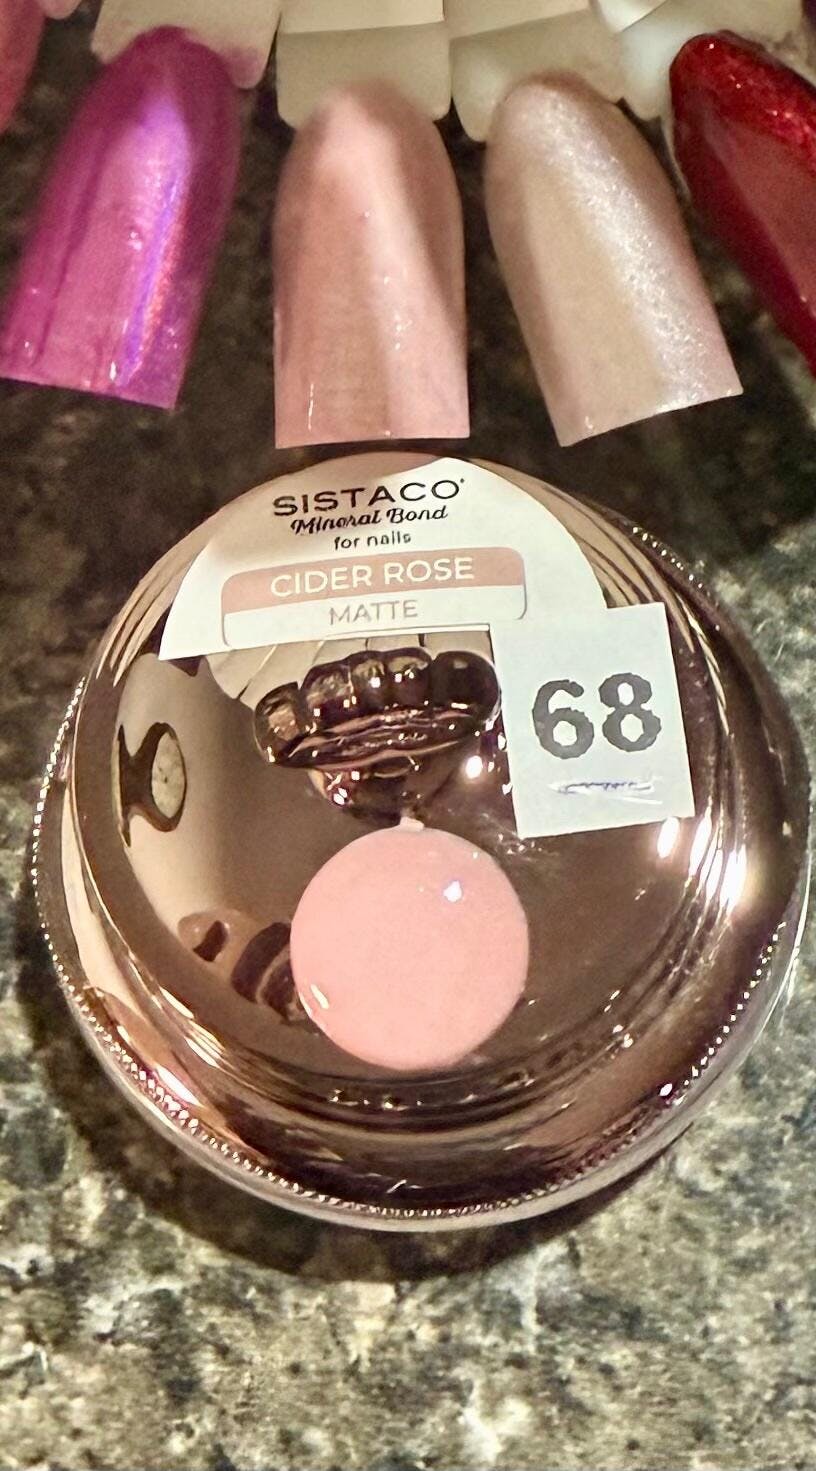 SISTACO
Mineral Bond
for nails
CIDER ROSE
MATTE
68